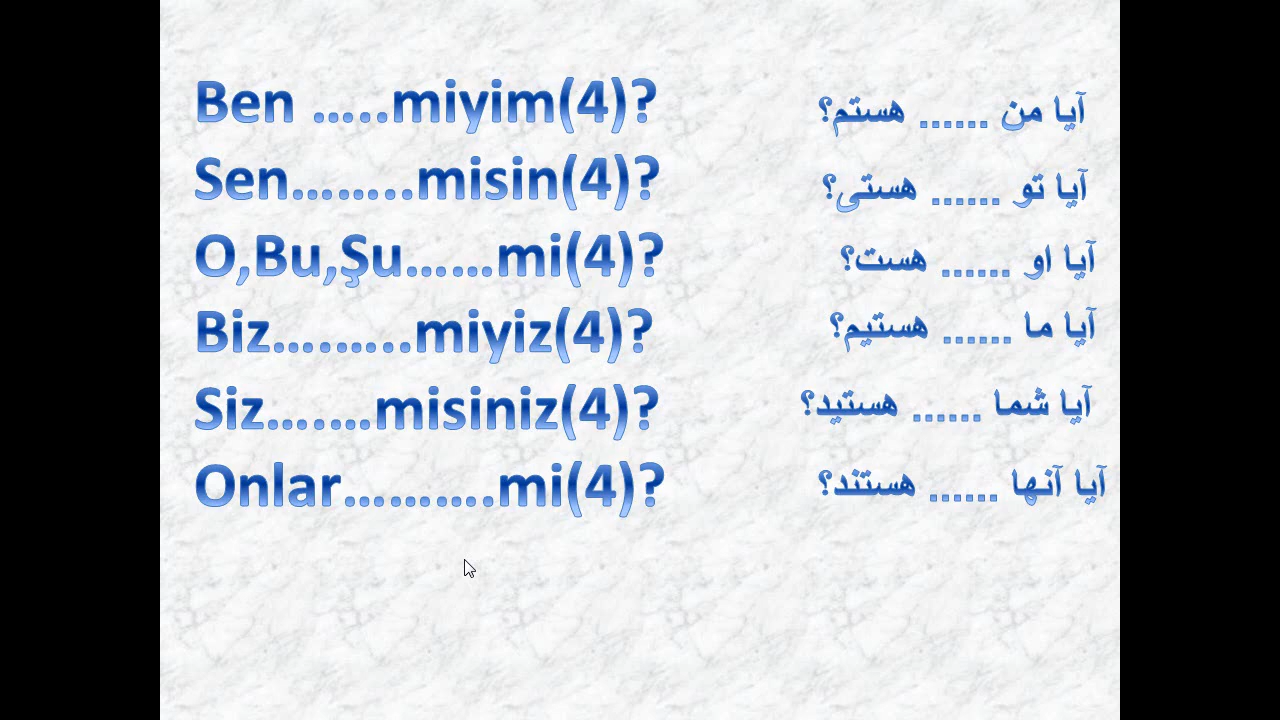 Ben …..miyim(4)?
Sen……..misin(4)?
O,Bu,Şu……mi(4)?
Biz….…..miyiz(4)?
Siz….…misiniz(4)?
Onlar……….mi(4)?
آیا من ...... هستم؟
آیا تو ...... هستی؟
آیا او ...... هست؟
آیا ما ...... هستیم؟
آیا شما ...... هستید؟
آیا آنها ...... هستند؟